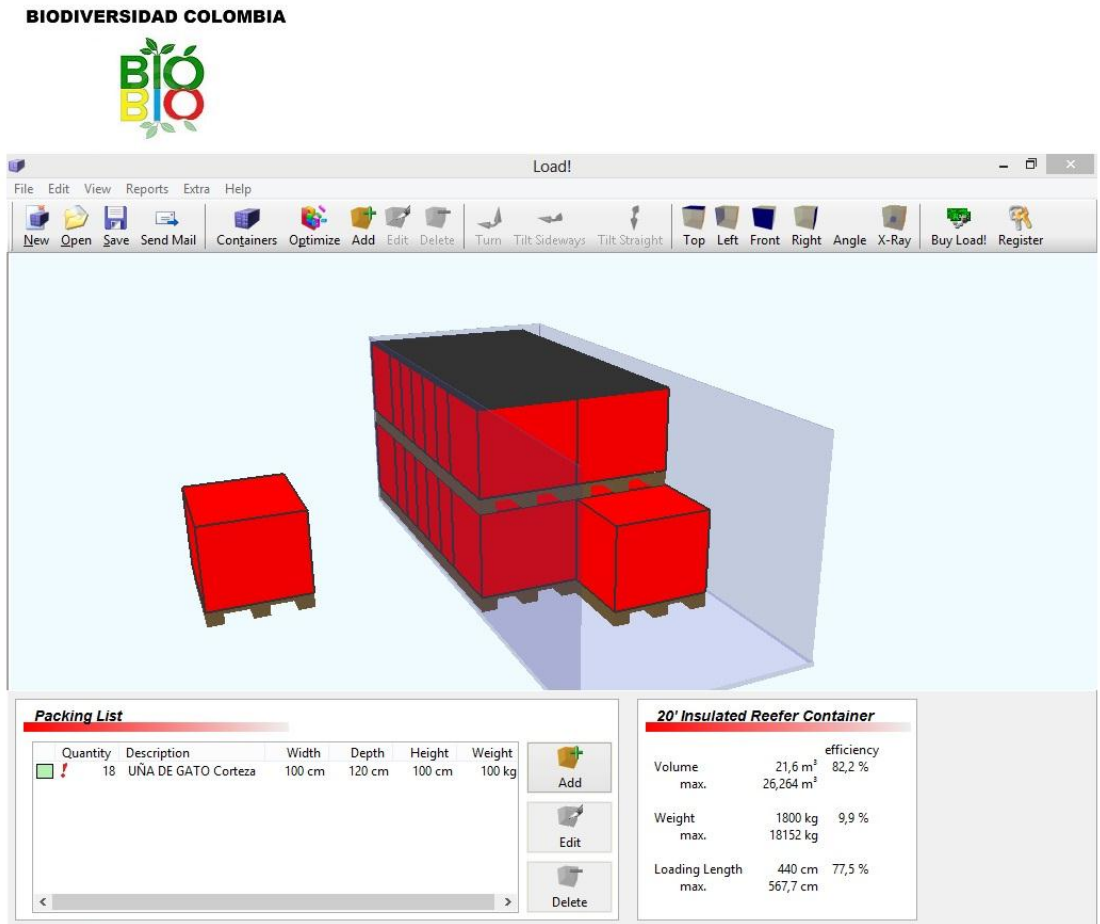 BIODIVERSIDAD COLOMBIA
BIO
BIO
Load!
File Edit View Reports Extra Help
New Open Save Send Mail Containers Optimize Add Edit Delete Turn Tilt Sideways Tilt Straight Top Left Front Right Angle X-Ray Buy Load! Register
Packing List
Quantity Description Width Depth Height Weight
! 18 UÑA DE GATO Corteza 100 cm 120 cm 100 cm 100 kg
Add
Edit
Delete
20' Insulated Reefer Container
efficiency
Volume 21,6 m³ 82,2 %
max. 26,264 m³
Weight 1800 kg 9,9 %
max. 18152 kg
Loading Length 440 cm 77,5 %
max. 567,7 cm